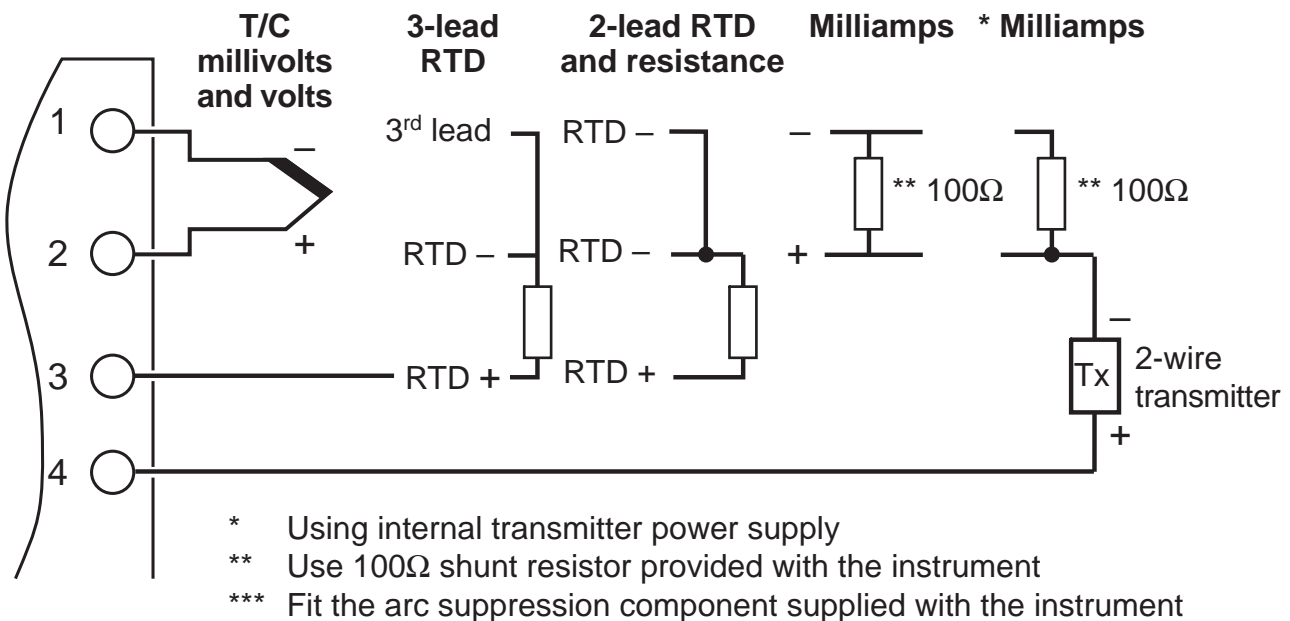 T/C
millivolts
and volts
3-lead
RTD
2-lead RTD
and resistance
Milliamps
* Milliamps
1
3rd lead
RTD –
–
–
** 100Ω
** 100Ω
2
+
RTD –
RTD –
+
–
3
RTD +
RTD +
Tx
2-wire
transmitter
+
4
* Using internal transmitter power supply
** Use 100Ω shunt resistor provided with the instrument
*** Fit the arc suppression component supplied with the instrument